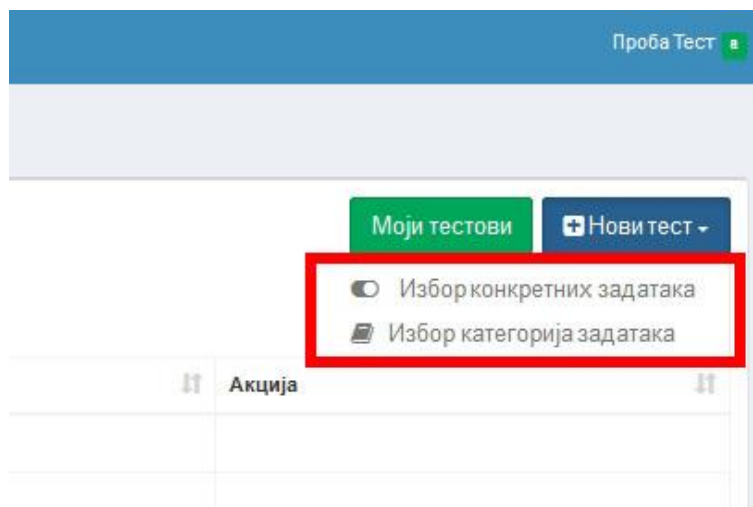 Проба Тест в
Моји тестови Нови тест
Избор конкретних задатака
Избор категорија задатака
Акција